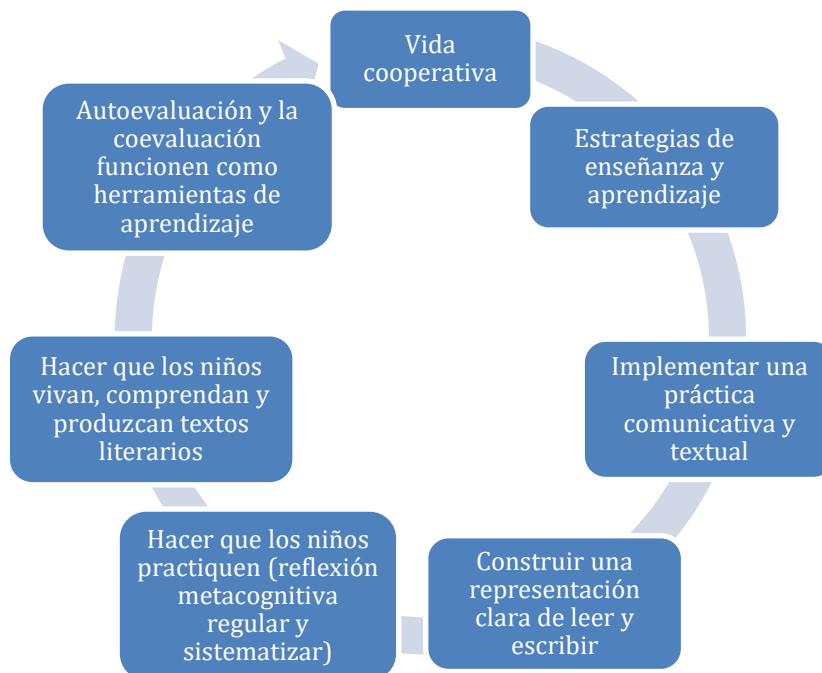 Vida
cooperativa
Estrategias de
enseñanza y
aprendizaje
Implementar una
práctica
comunicativa y
textual
Construir una
representación
clara de leer y
escribir
Hacer que los niños
practiquen (reflexión
metacognitiva
regular y
sistematizar)
Hacer que los niños
vivan, comprendan y
produzcan textos
literarios
Autoevaluación y la
coevaluación
funcionen como
herramientas de
aprendizaje